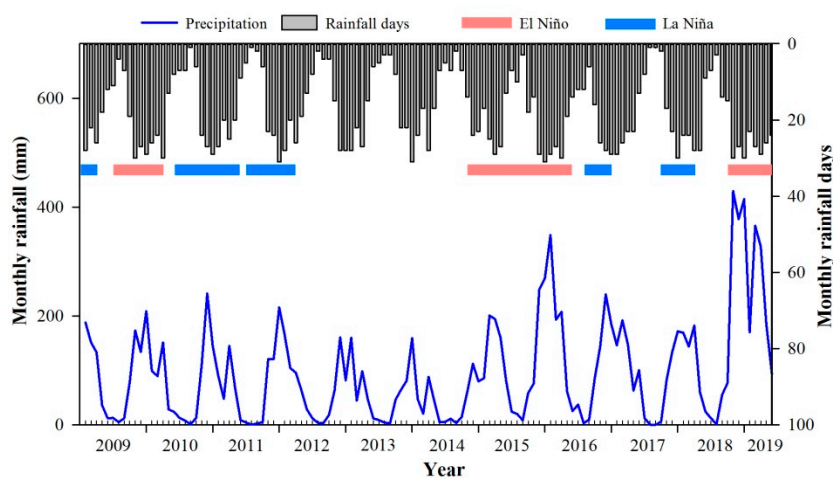 Precipitation Rainfall days El Niño La Niña
Monthly rainfall (mm)
600
400
200
0
0
20
40
60
80
100
Monthly rainfall days
2009 2010 2011 2012 2013 2014 2015 2016 2017 2018 2019
Year